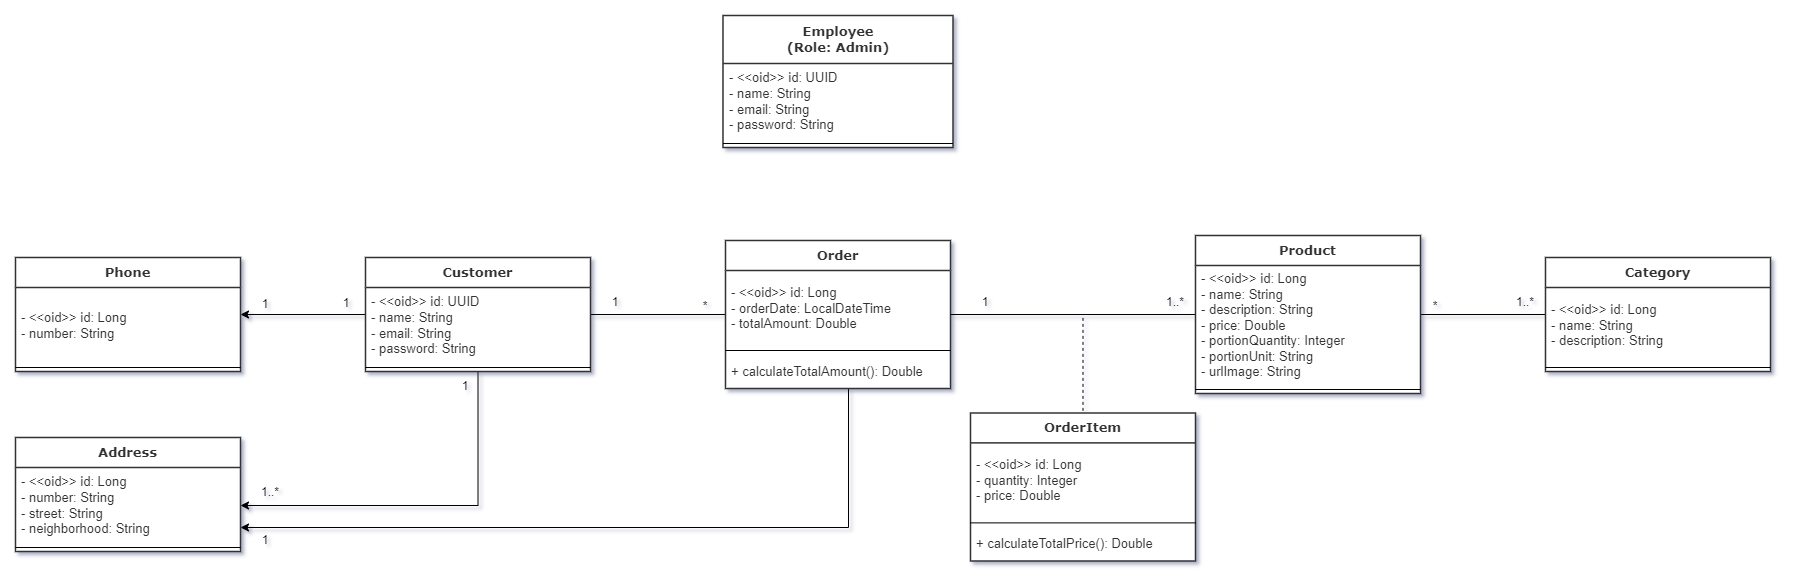 Employee
(Role: Admin)
- <<oid>> id: UUID
- name: String
- email: String
- password: String
Phone
- <<oid>> id: Long
- number: String
1
1
Customer
- <<oid>> id: UUID
- name: String
- email: String
- password: String
1
*
1
Order
- <<oid>> id: Long
- orderDate: LocalDateTime
- totalAmount: Double
+ calculateTotalAmount(): Double
1
1..*
Product
- <<oid>> id: Long
- name: String
- description: String
- price: Double
- portionQuantity: Integer
- portionUnit: String
- urlImage: String
*
1..*
Category
- <<oid>> id: Long
- name: String
- description: String
Address
- <<oid>> id: Long
- number: String
- street: String
- neighborhood: String
1..*
1
OrderItem
- <<oid>> id: Long
- quantity: Integer
- price: Double
+ calculateTotalPrice(): Double